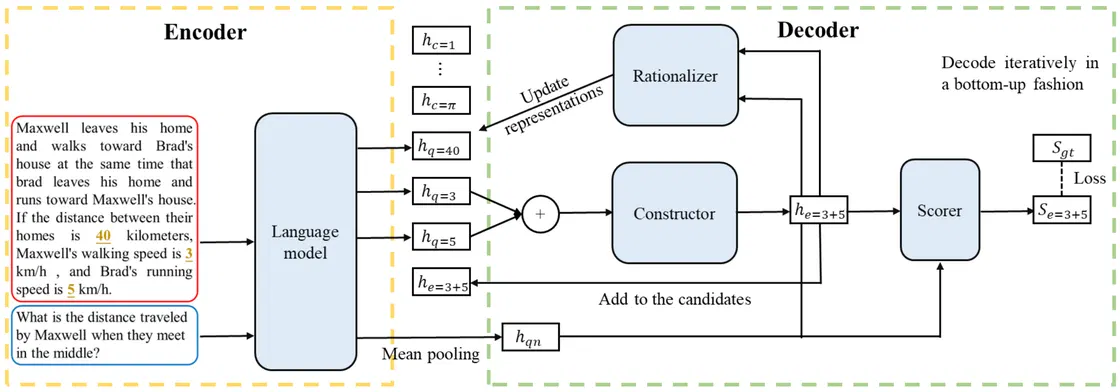 Encoder
Maxwell leaves his home
and walks toward Brad's
house at the same time that
brad leaves his home and
runs toward Maxwell's house.
If the distance between their
homes is 40 kilometers,
Maxwell's walking speed is 3
km/h , and Brad's running
speed is 5 km/h.
What is the distance traveled
by Maxwell when they meet
in the middle?
Language
model
h_{c=1}
⋮
h_{c=π}
h_{q=40}
h_{q=3}
h_{q=5}
h_{e=3+5}
Mean pooling
h_{qn}
Decoder
Decode iteratively in
a bottom-up fashion
Update
representations
Rationalizer
+
Constructor
h_{e=3+5}
Scorer
S_{gt}
Loss
S_{e=3+5}
Add to the candidates